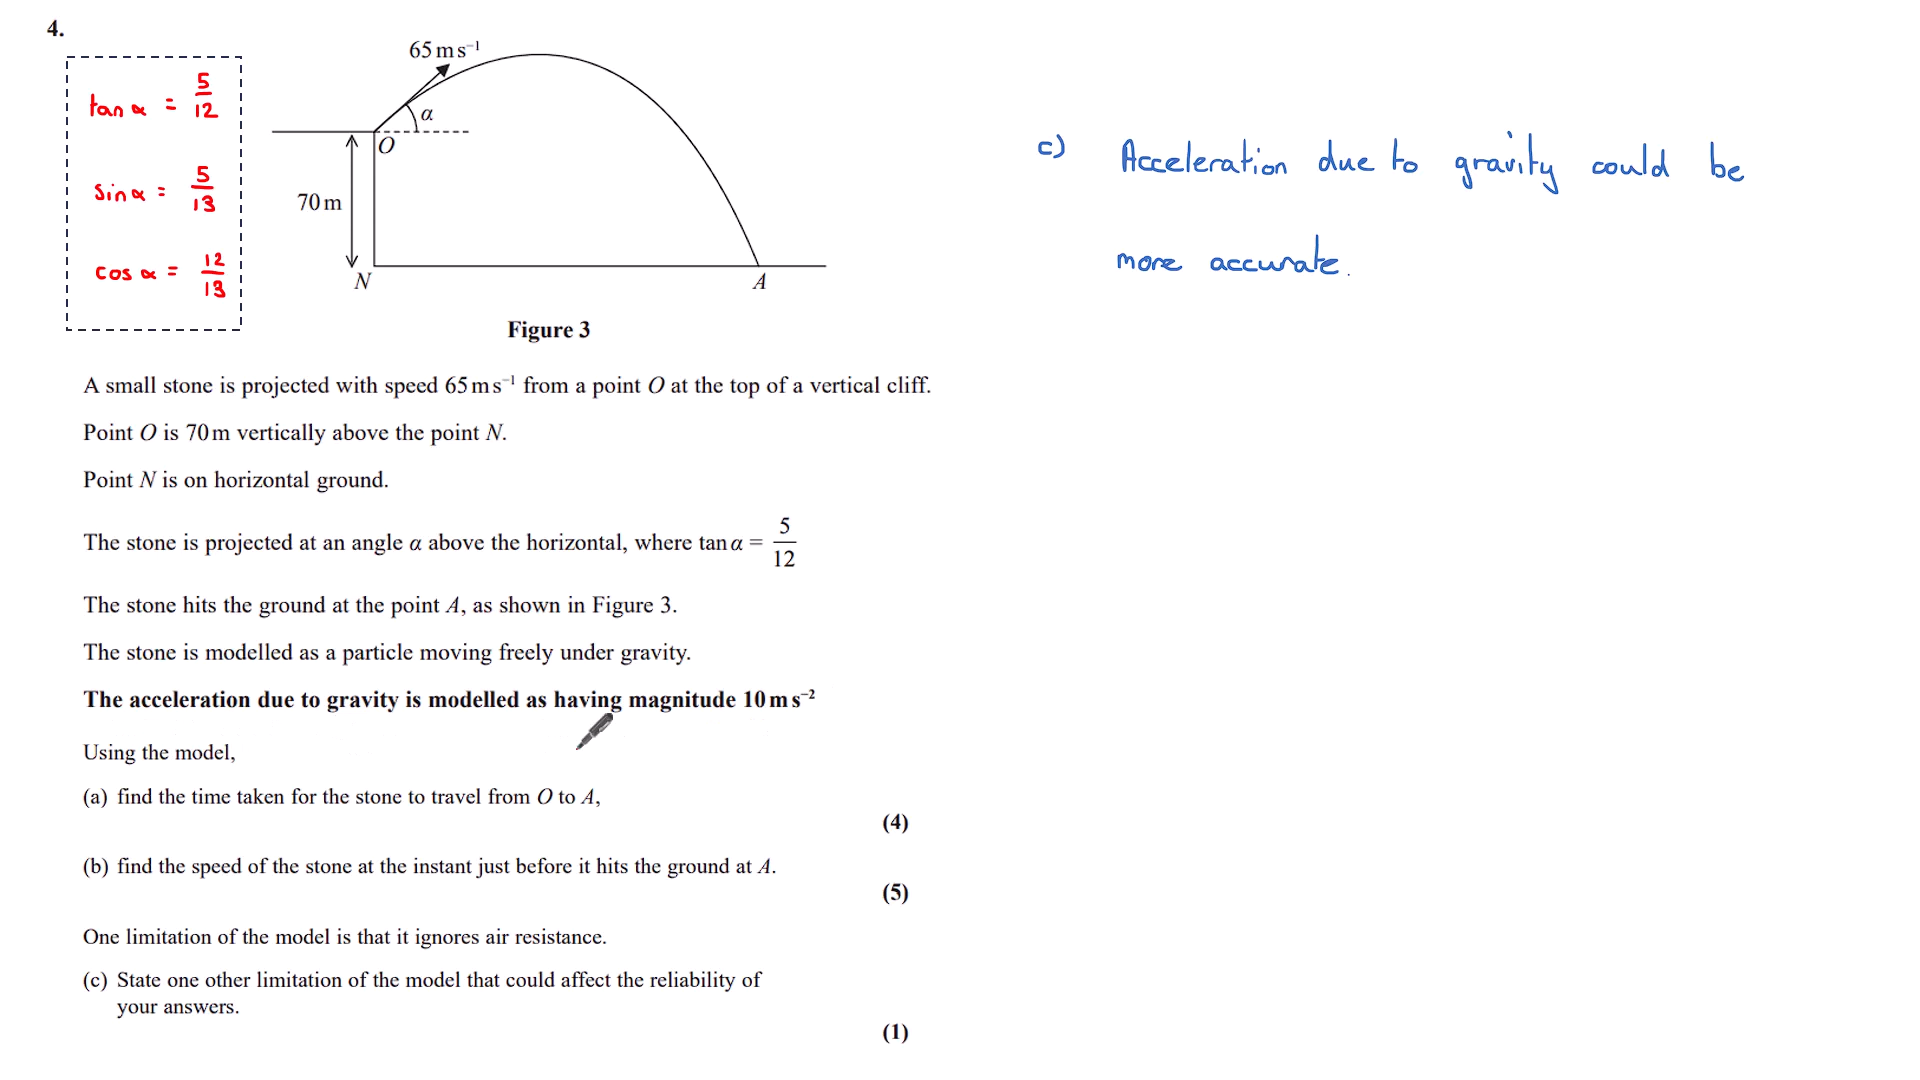 4.
tan α = 5/12
sin α = 5/13
cos α = 12/13
65 m s⁻¹
α
O
70 m
N
A
Figure 3
A small stone is projected with speed 65 m s⁻¹ from a point O at the top of a vertical cliff.
Point O is 70 m vertically above the point N.
Point N is on horizontal ground.
The stone is projected at an angle α above the horizontal, where tan α = 5/12
The stone hits the ground at the point A, as shown in Figure 3.
The stone is modelled as a particle moving freely under gravity.
The acceleration due to gravity is modelled as having magnitude 10 m s⁻²
Using the model,
(a) find the time taken for the stone to travel from O to A,
(4)
(b) find the speed of the stone at the instant just before it hits the ground at A.
(5)
One limitation of the model is that it ignores air resistance.
(c) State one other limitation of the model that could affect the reliability of
your answers.
(1)
c) Acceleration due to gravity could be
more accurate.